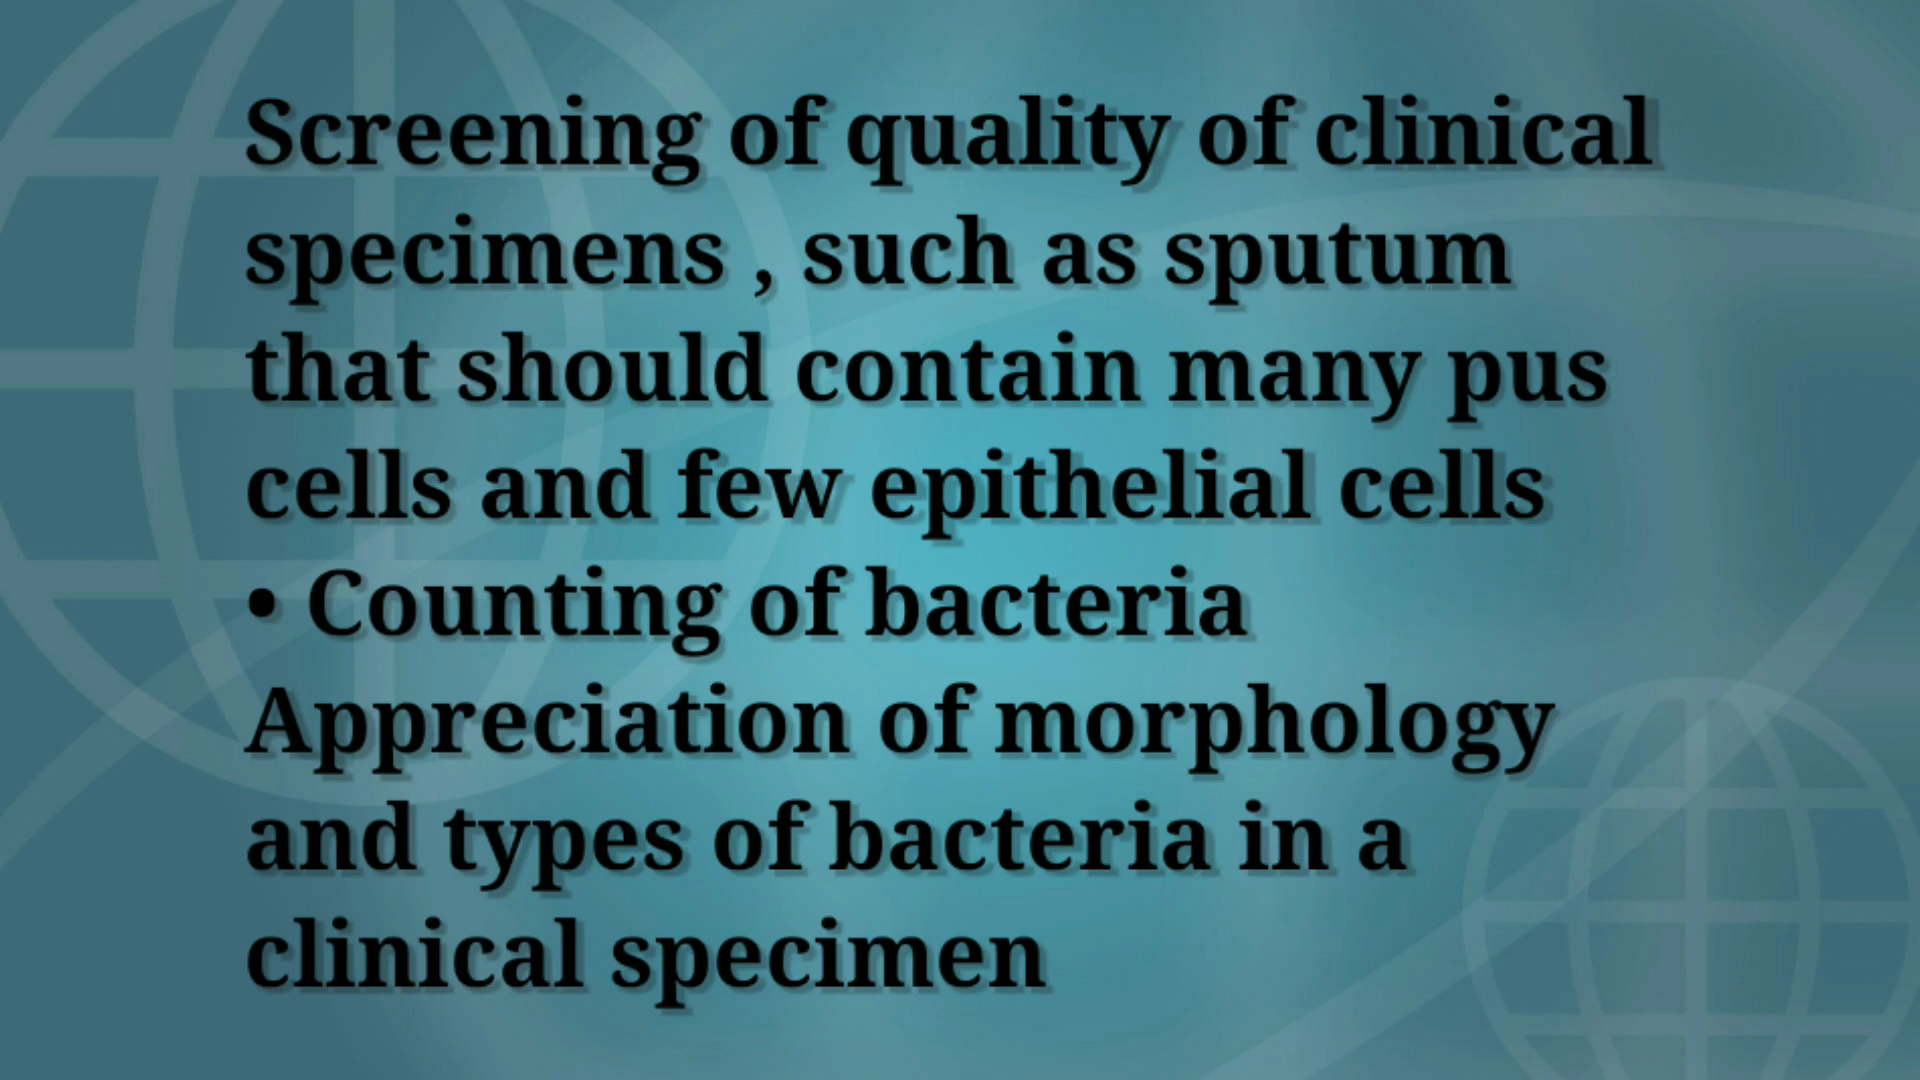 Screening of quality of clinical
specimens , such as sputum
that should contain many pus
cells and few epithelial cells
• Counting of bacteria
Appreciation of morphology
and types of bacteria in a
clinical specimen